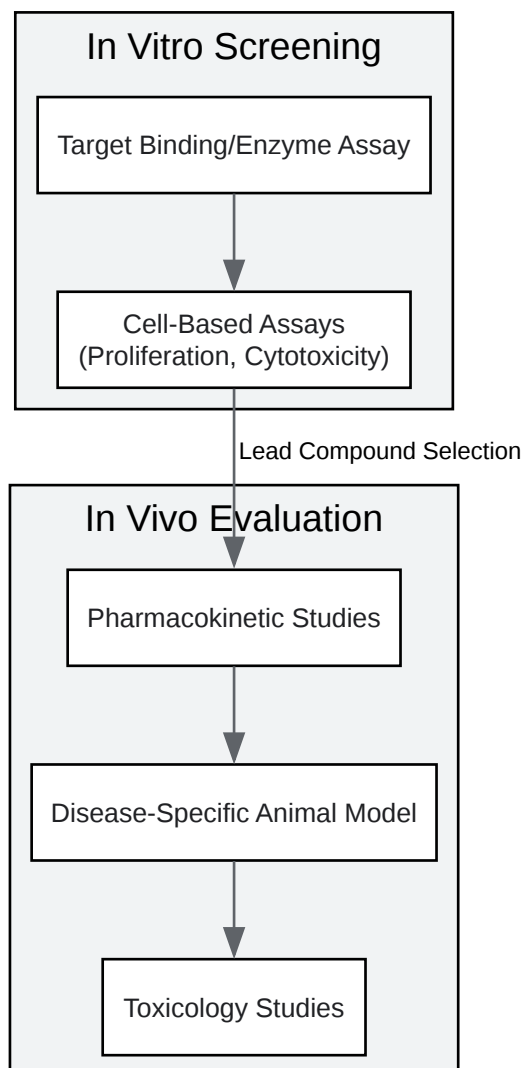 In Vitro Screening
Target Binding/Enzyme Assay
Cell-Based Assays
(Proliferation, Cytotoxicity)
Lead Compound Selection
In Vivo Evaluation
Pharmacokinetic Studies
Disease-Specific Animal Model
Toxicology Studies